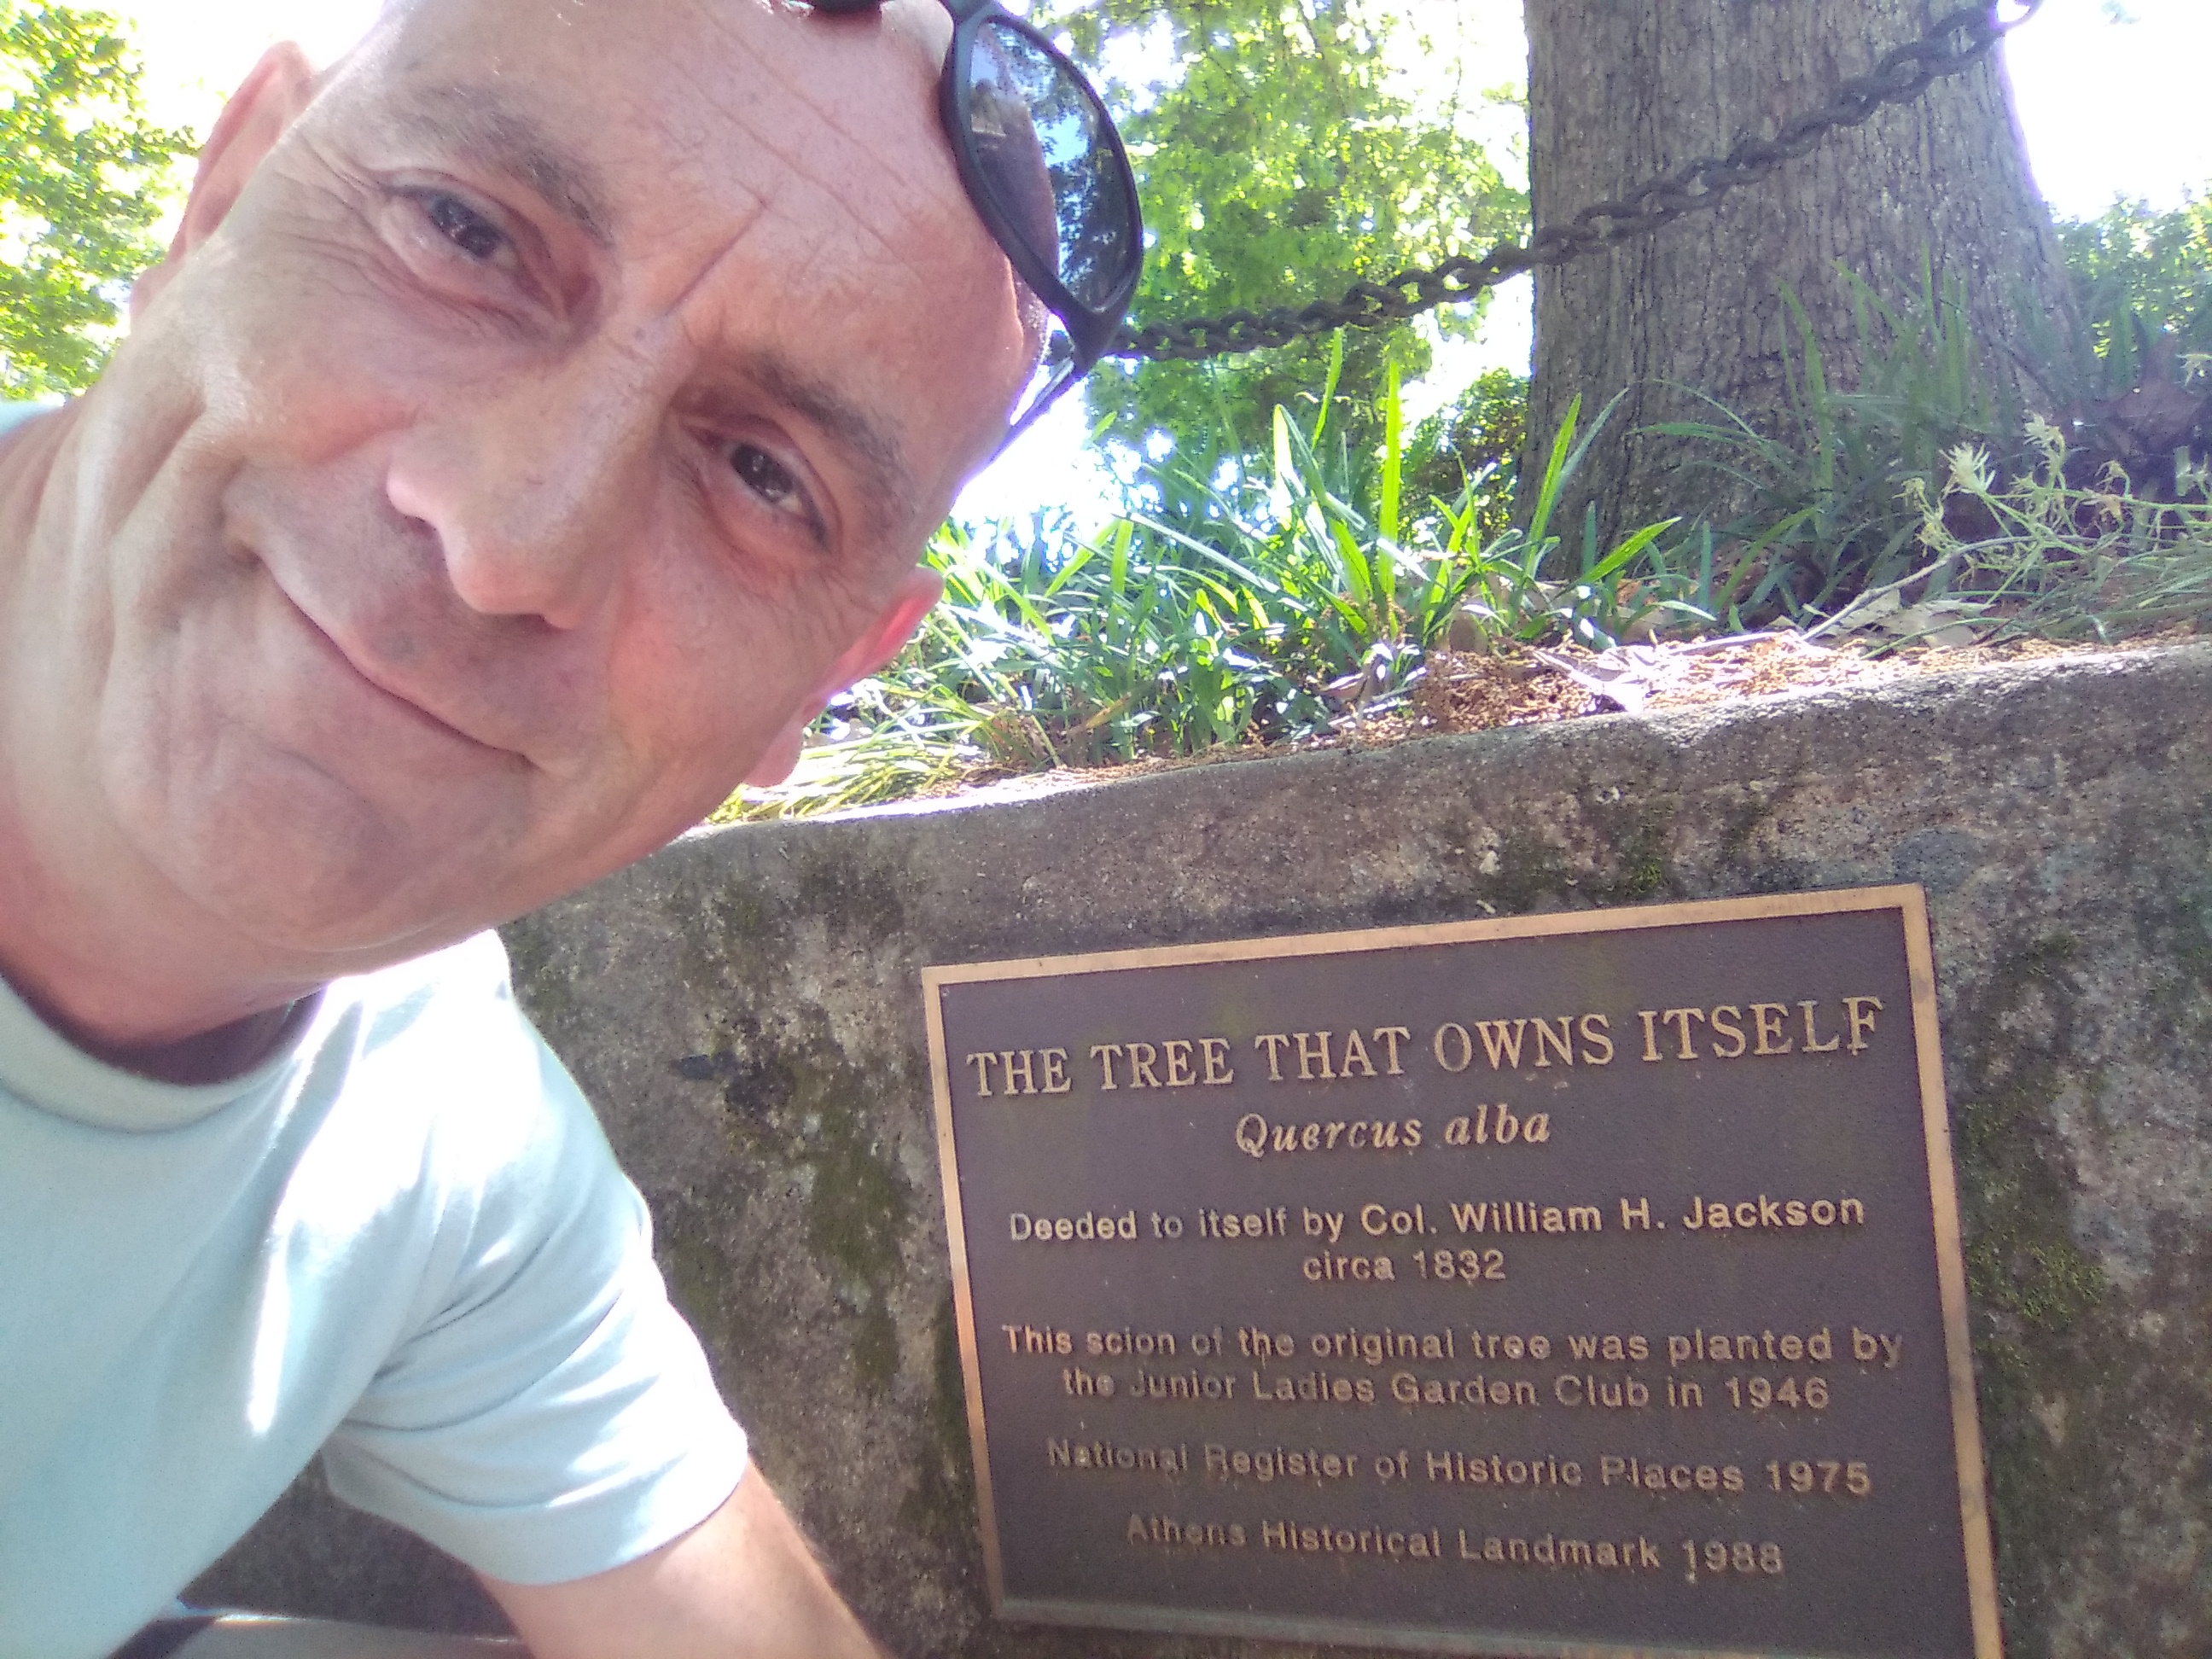 THE TREE THAT OWNS ITSELF
Quercus alba
Deeded to itself by Col. William H. Jackson
circa 1832
This scion of the original tree was planted by
the Junior Ladies Garden Club in 1946
National Register of Historic Places 1975
Athens Historical Landmark 1988